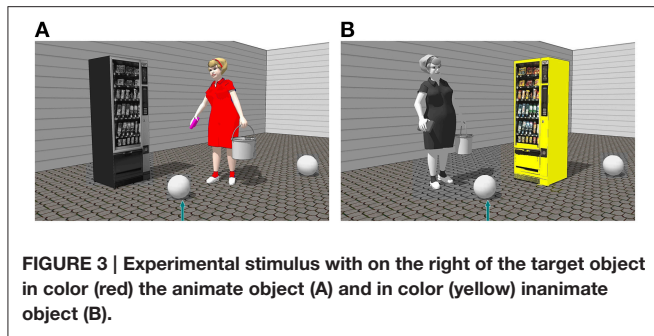 A
B
FIGURE 3 | Experimental stimulus with on the right of the target object
in color (red) the animate object (A) and in color (yellow) inanimate
object (B).